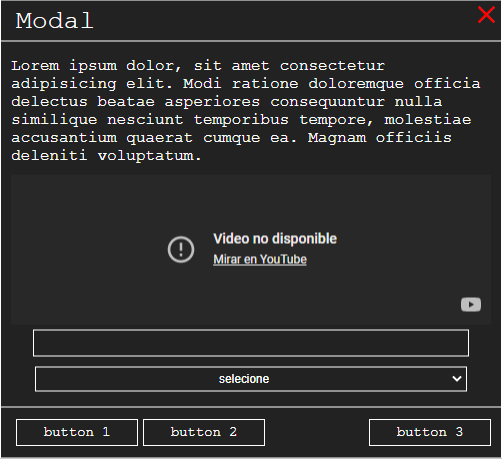 Modal
Lorem ipsum dolor, sit amet consectetur
adipisicing elit. Modi ratione doloremque officia
delectus beatae asperiores consequuntur nulla
similique nesciunt temporibus tempore, molestiae
accusantium quaerat cumque ea. Magnam officiis
deleniti voluptatum.
Video no disponible
Mirar en YouTube
selecione
button 1
button 2
button 3